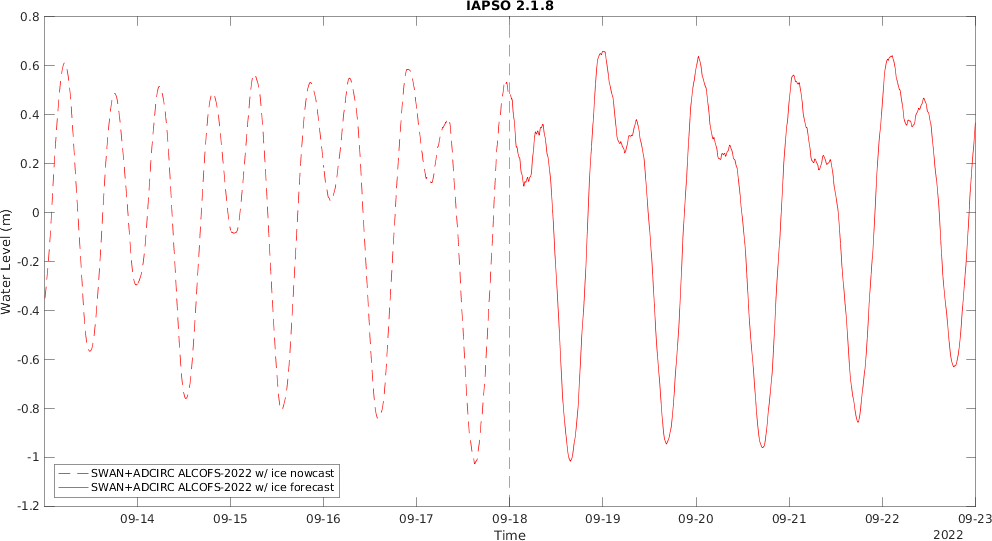 IAPSO 2.1.8
0.8
0.6
0.4
0.2
0
-0.2
-0.4
-0.6
-0.8
-1
-1.2
Water Level (m)
SWAN+ADCIRC ALCOFS-2022 w/ ice nowcast
SWAN+ADCIRC ALCOFS-2022 w/ ice forecast
09-14 09-15 09-16 09-17 09-18 09-19 09-20 09-21 09-22 09-23
Time
2022